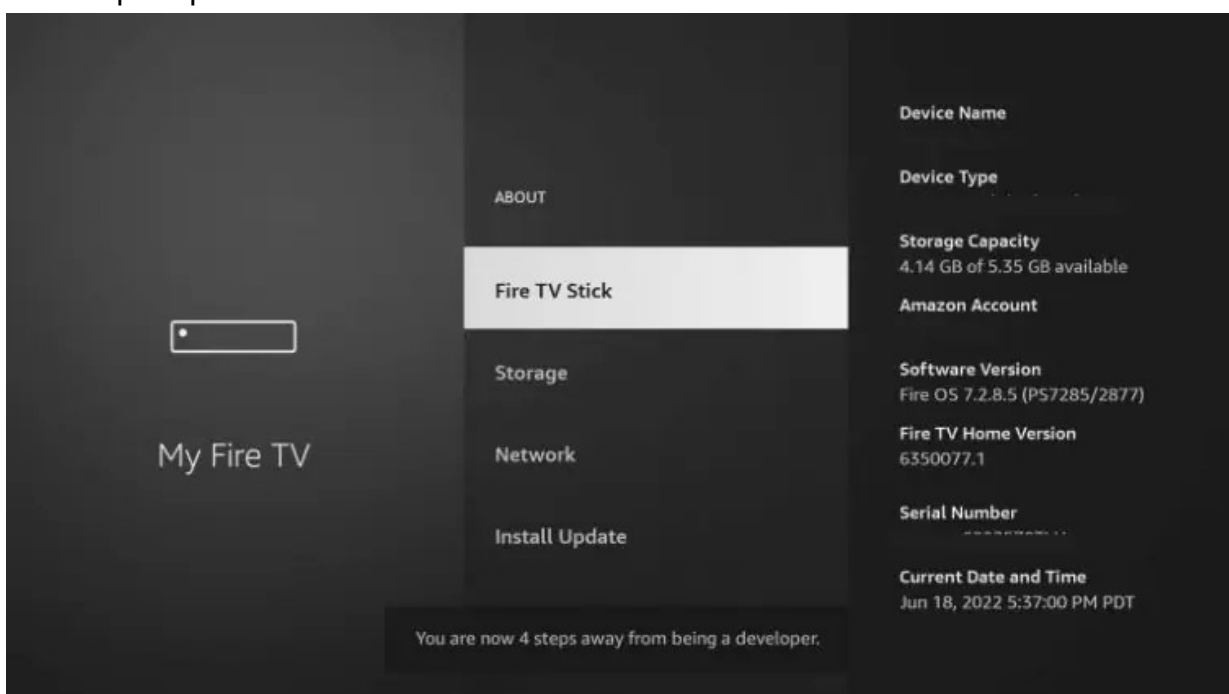 My Fire TV
ABOUT
Fire TV Stick
Storage
Network
Install Update
You are now 4 steps away from being a developer.
Device Name
Device Type
Storage Capacity
4.14 GB of 5.35 GB available
Amazon Account
Software Version
Fire OS 7.2.8.5 (PS7285/2877)
Fire TV Home Version
6350077.1
Serial Number
Current Date and Time
Jun 18, 2022 5:37:00 PM PDT